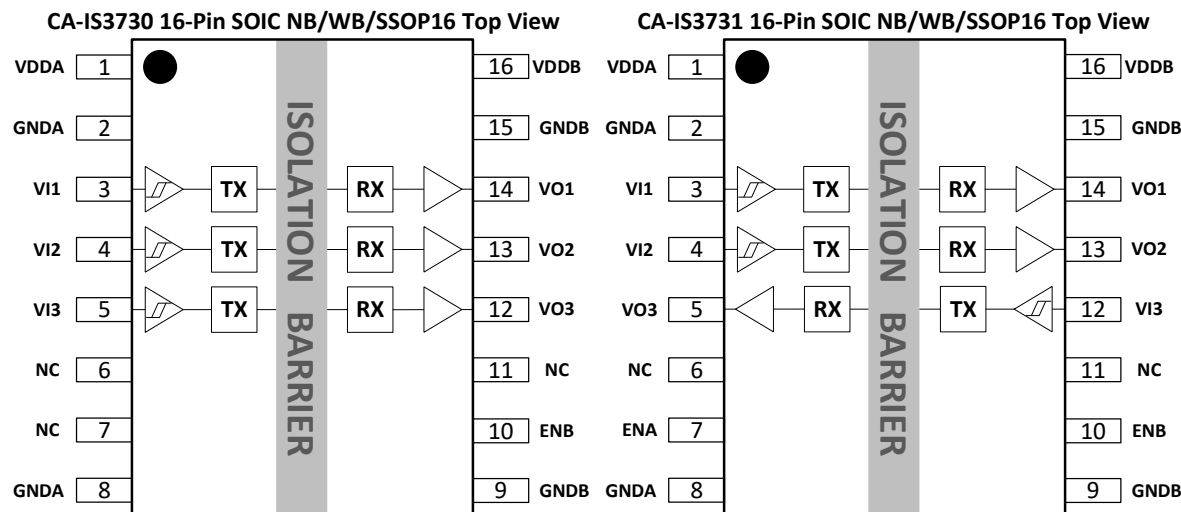 CA-IS3730 16-Pin SOIC NB/WB/SSOP16 Top View
VDDA 1 16 VDDB
GNDA 2 15 GNDB
VI1 3 TX RX 14 VO1
VI2 4 TX RX 13 VO2
VI3 5 TX RX 12 VO3
NC 6 11 NC
NC 7 10 ENB
GNDA 8 9 GNDB
ISOLATION BARRIER
CA-IS3731 16-Pin SOIC NB/WB/SSOP16 Top View
VDDA 1 16 VDDB
GNDA 2 15 GNDB
VI1 3 TX RX 14 VO1
VI2 4 TX RX 13 VO2
VO3 5 RX TX 12 VI3
NC 6 11 NC
ENA 7 10 ENB
GNDA 8 9 GNDB
ISOLATION BARRIER